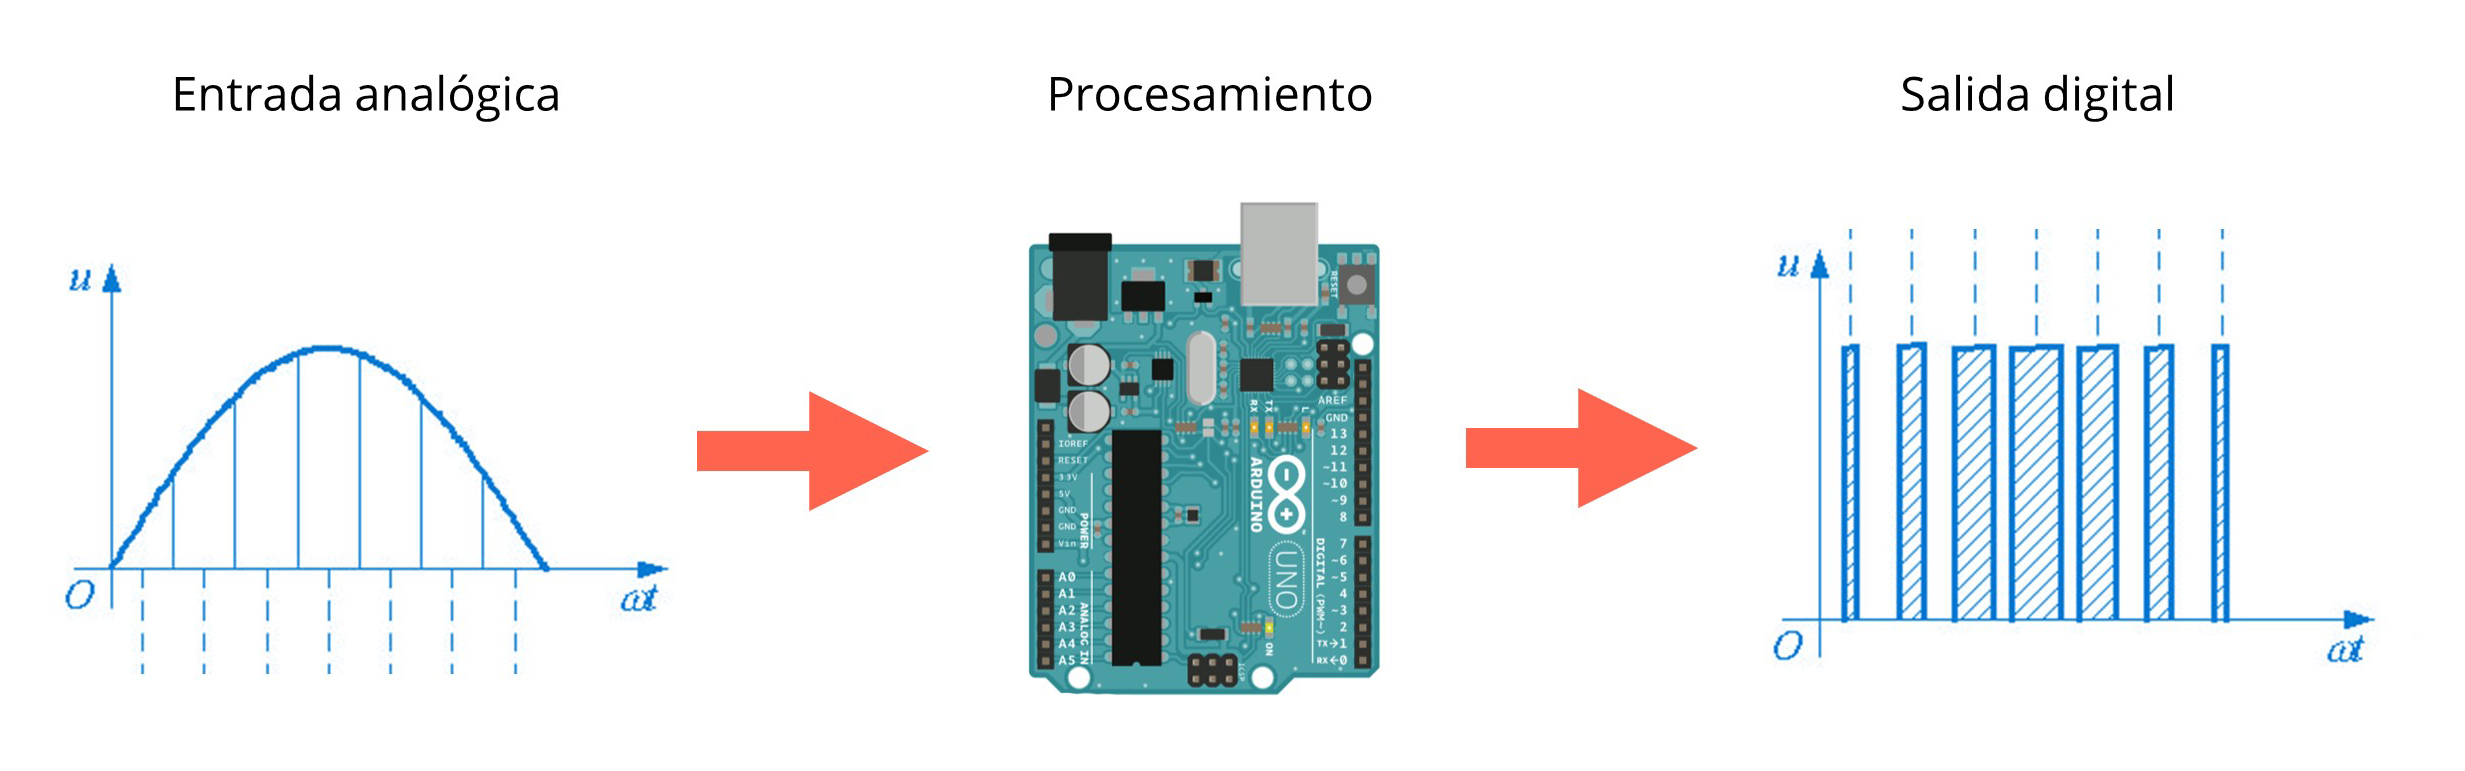 Entrada analógica
Procesamiento
Salida digital
u
O
ωt
RESET
AREF
GND
13
12
~11
~10
~9
8
7
~6
~5
4
~3
2
TX→1
RX←0
RX
TX
L
IOREF
RESET
3.3V
5V
GND
GND
Vin
POWER
A0
A1
A2
A3
A4
A5
ANALOG IN
ARDUINO
UNO
DIGITAL (PWM~)
ON
ICSP
u
O
ωt